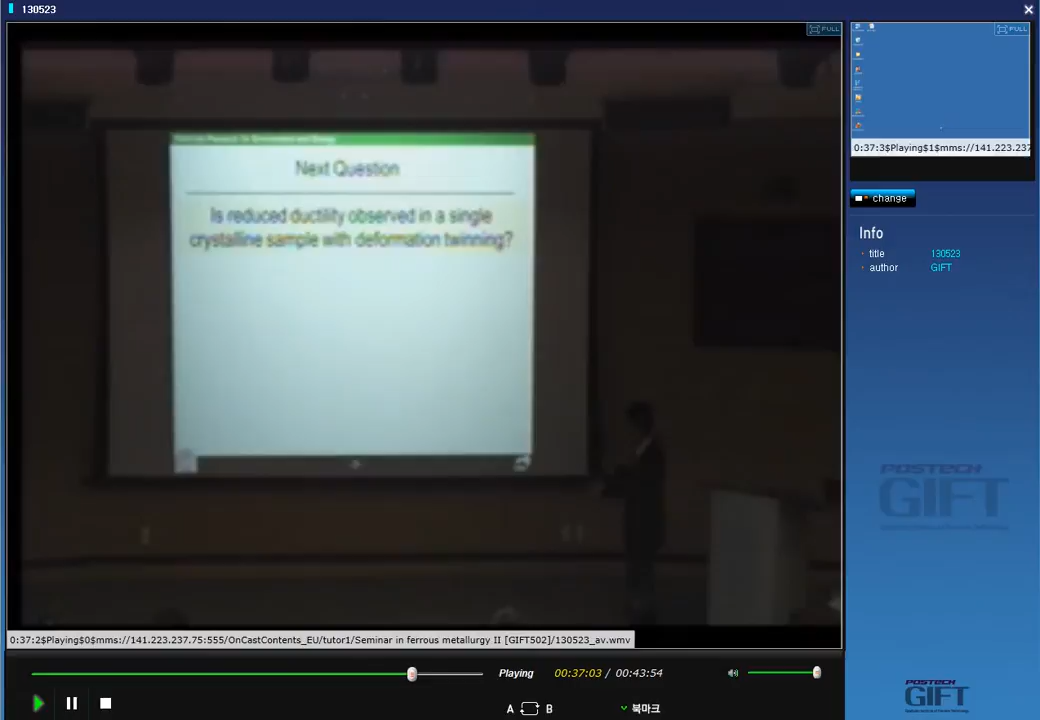 130523
FULL
FULL
Next Question
Is reduced ductility observed in a single
crystalline sample with deformation twinning?
0:37:3$Playing$1$mms://141.223.237
change
Info
title 130523
author GIFT
POSTECH
GIFT
0:37:2$Playing$0$mms://141.223.237.75:555/OnCastContents_EU/tutor1/Seminar in ferrous metallurgy II [GIFT502]/130523_av.wmv
Playing 00:37:03 / 00:43:54
A B 북마크
POSTECH
GIFT